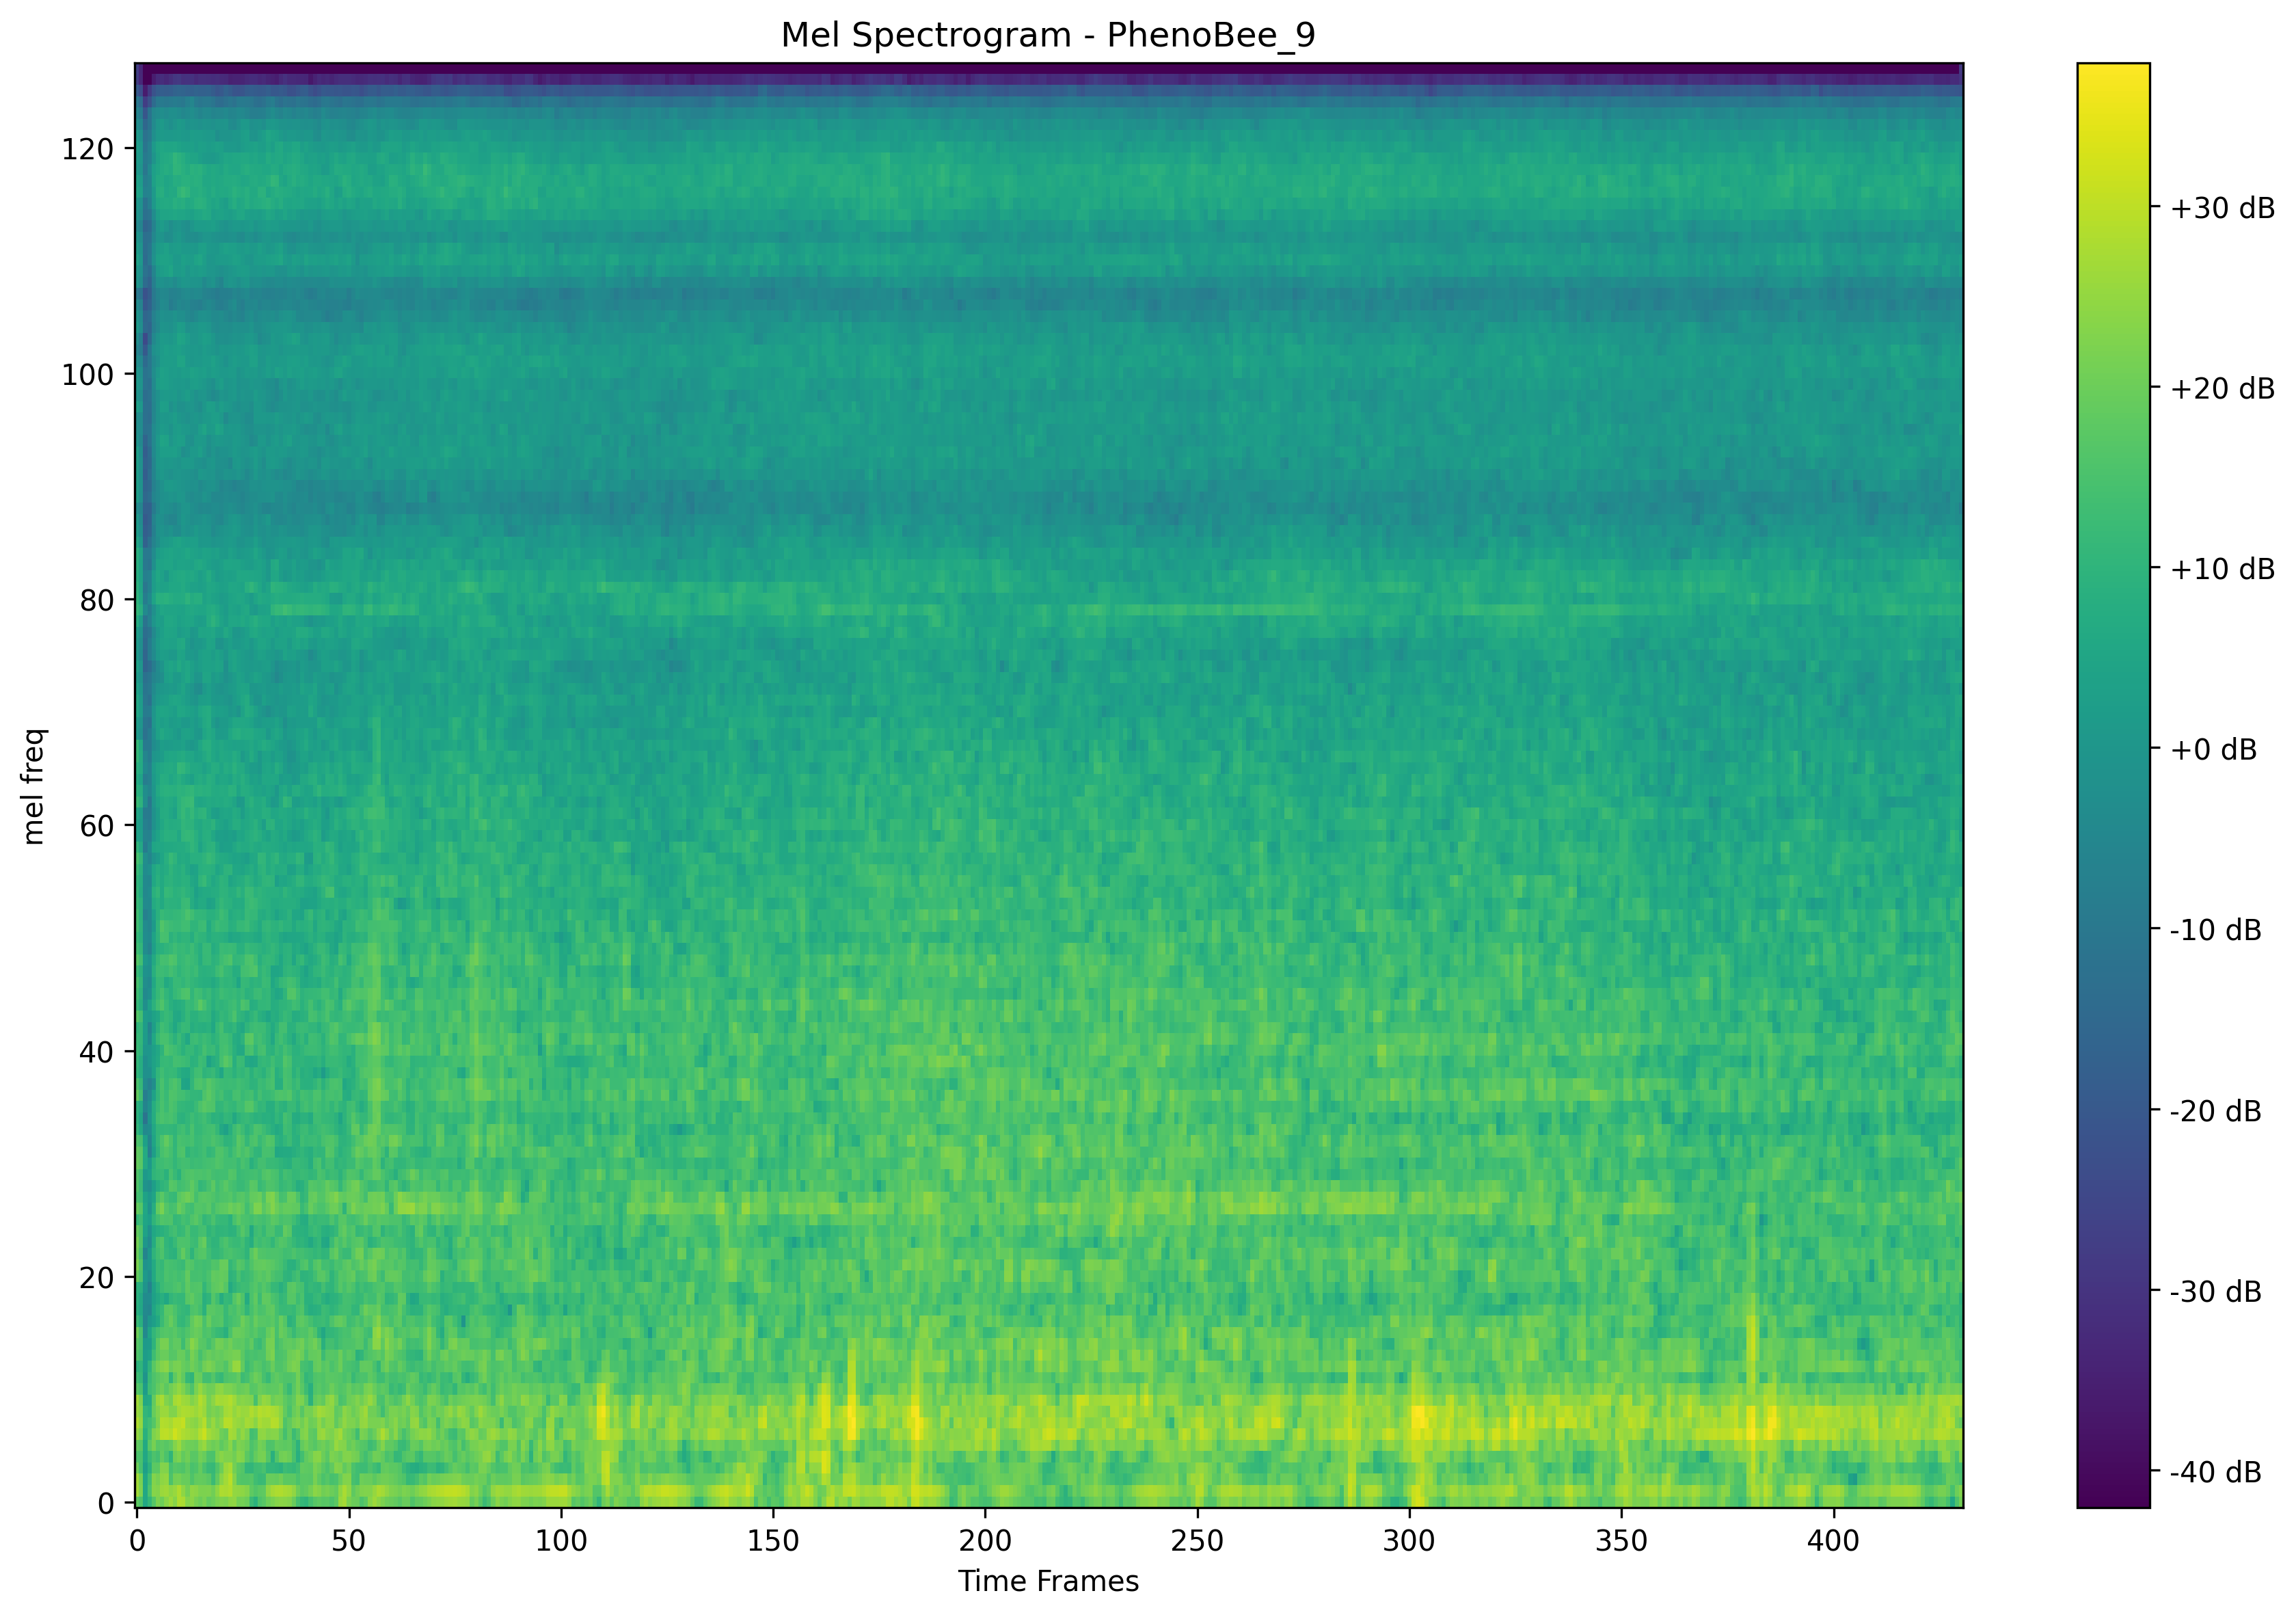 Mel Spectrogram - PhenoBee_9
mel freq
120
100
80
60
40
20
0
0 50 100 150 200 250 300 350 400
Time Frames
+30 dB
+20 dB
+10 dB
+0 dB
-10 dB
-20 dB
-30 dB
-40 dB